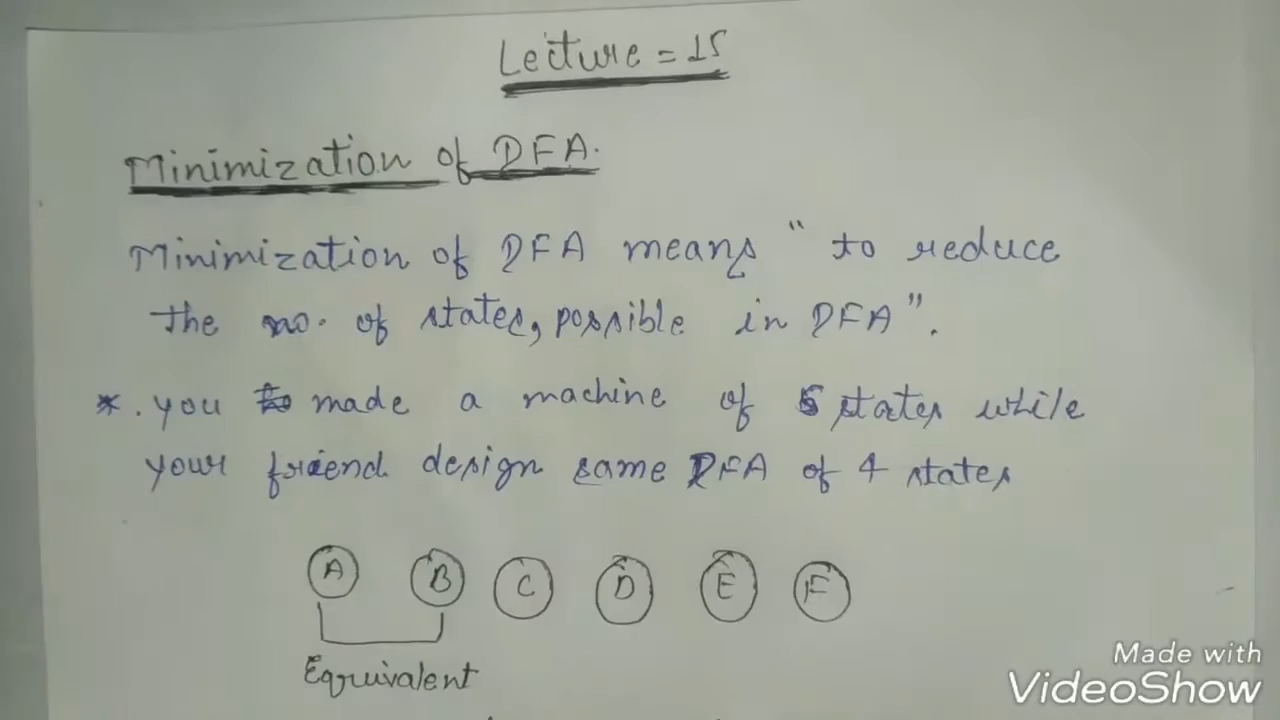 Lecture = 15
Minimization of DFA.
Minimization of DFA means "to reduce
the no. of states, possible in DFA".
*. you made a machine of 5 states while
your friend design same DFA of 4 states
A B C D E F
Equivalent
Made with
VideoShow